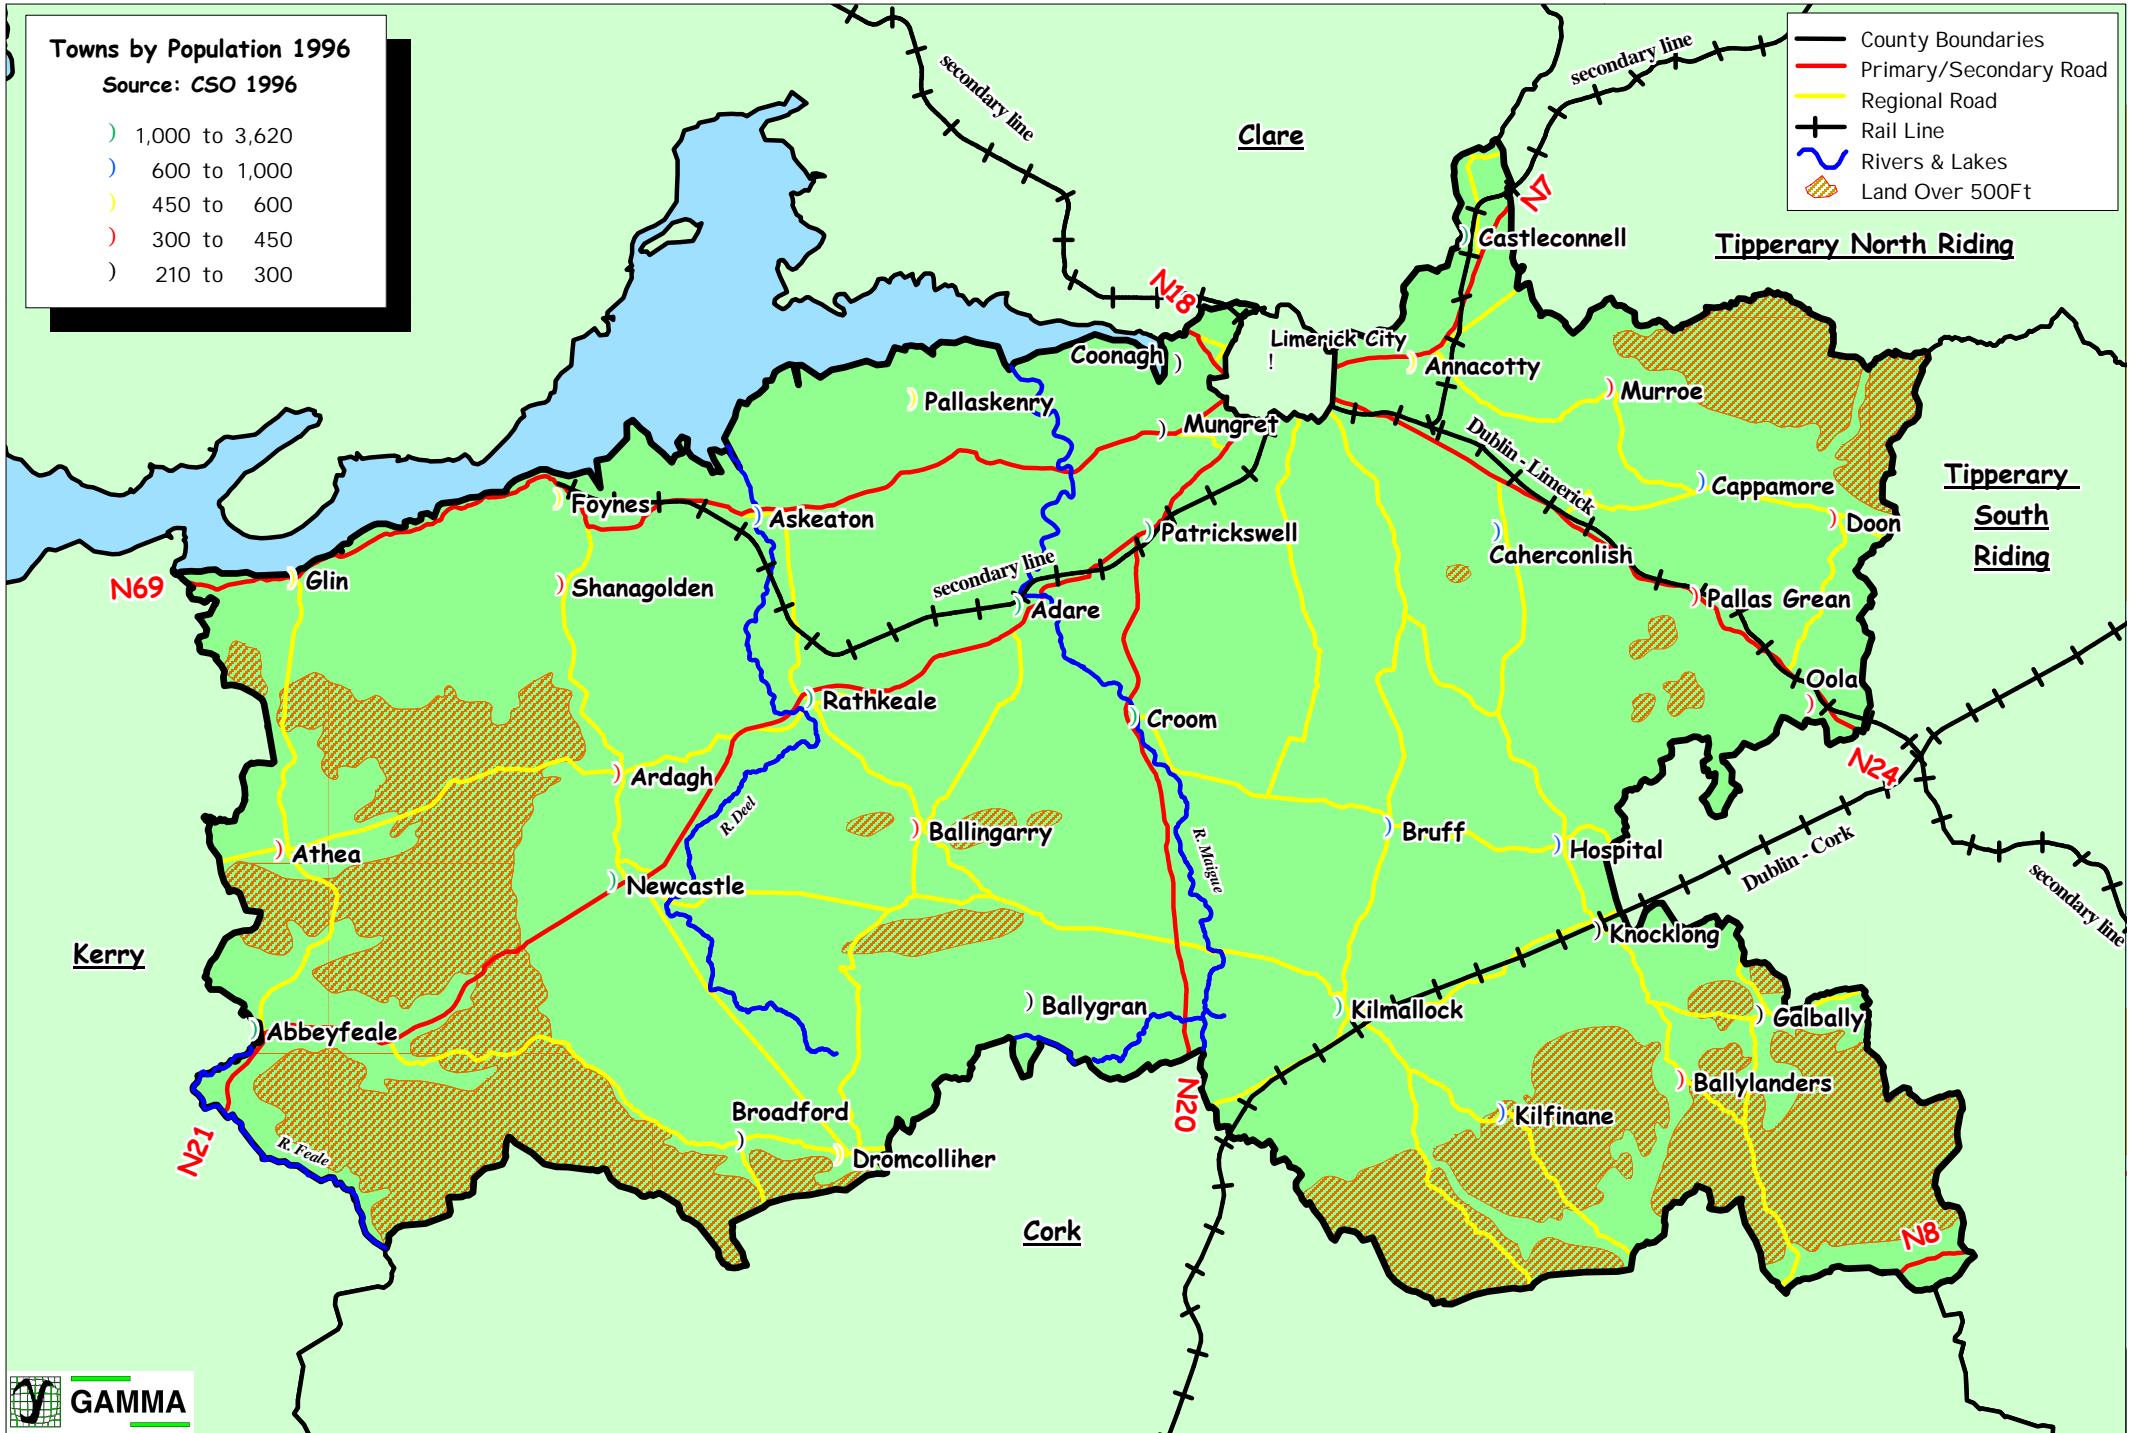 Towns by Population 1996
Source: CSO 1996
) 1,000 to 3,620
) 600 to 1,000
) 450 to 600
) 300 to 450
) 210 to 300
County Boundaries
Primary/Secondary Road
Regional Road
Rail Line
Rivers & Lakes
Land Over 500Ft
secondary line
secondary line
Clare
N7
Castleconnell
Tipperary North Riding
N18
Limerick City
!
Coonagh
Annacotty
Murroe
Pallaskenry
Mungret
Dublin - Limerick
Tipperary
South
Riding
Cappamore
Doon
Foynes
Askeaton
Patrickswell
Caherconlish
secondary line
N69
Glin
Shanagolden
Adare
Pallas Grean
Oola
Rathkeale
Croom
N24
Ardagh
R. Deel
Ballingarry
R. Maigue
Bruff
Hospital
Dublin - Cork
Athea
Newcastle
secondary line
Knocklong
Kerry
Ballygran
Kilmallock
Galbally
Abbeyfeale
Ballylanders
N20
Broadford
Kilfinane
N21
R. Feale
Dromcolliher
Cork
N8
GAMMA